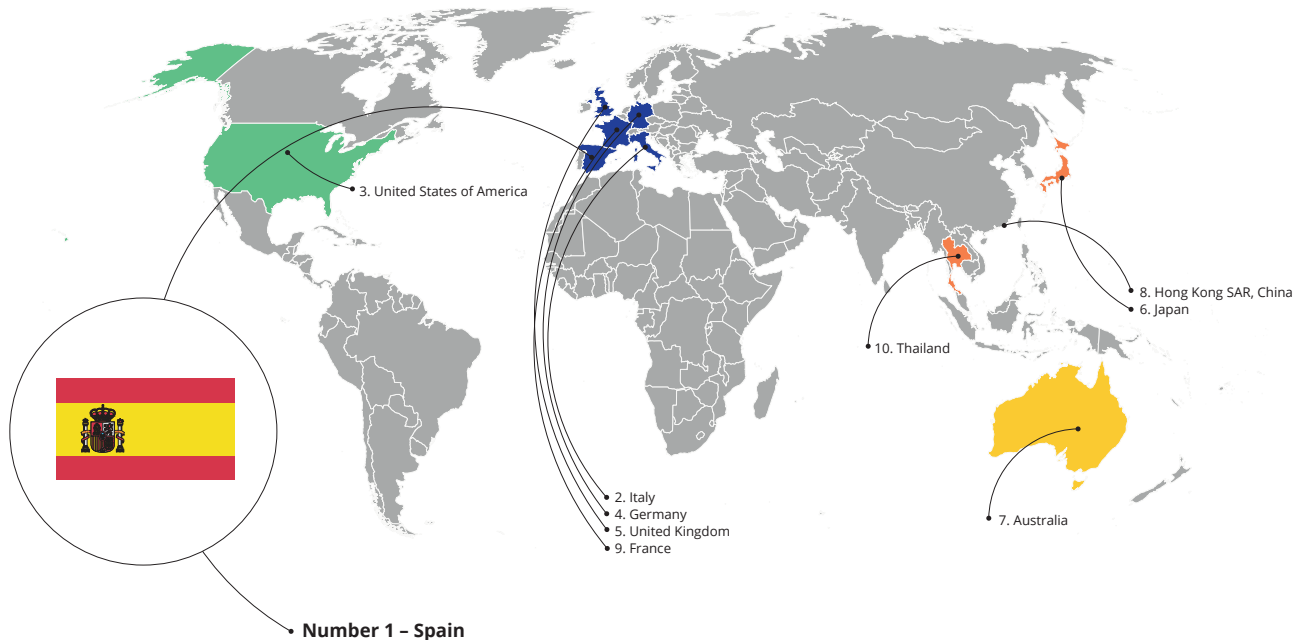 3. United States of America
8. Hong Kong SAR, China
6. Japan
10. Thailand
2. Italy
4. Germany
5. United Kingdom
9. France
7. Australia
Number 1 – Spain